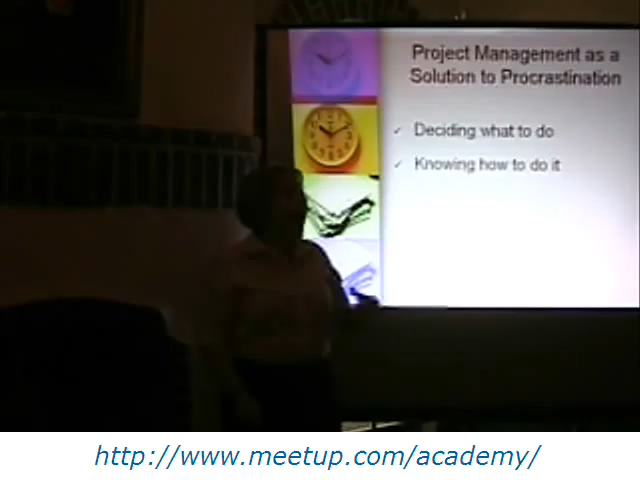 Project Management as a
Solution to Procrastination
✓ Deciding what to do
✓ Knowing how to do it
http://www.meetup.com/academy/